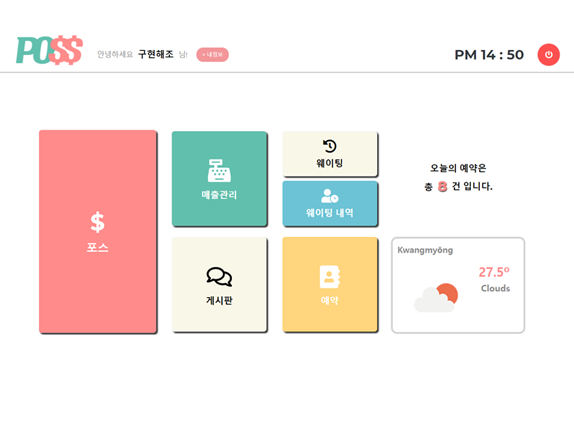 PO$$
안녕하세요 구현해조 님! + 내정보
PM 14 : 50
$
포스
매출관리
웨이팅
웨이팅 내역
오늘의 예약은
총 8 건 입니다.
게시판
예약
Kwangmyŏng
27.5º
Clouds